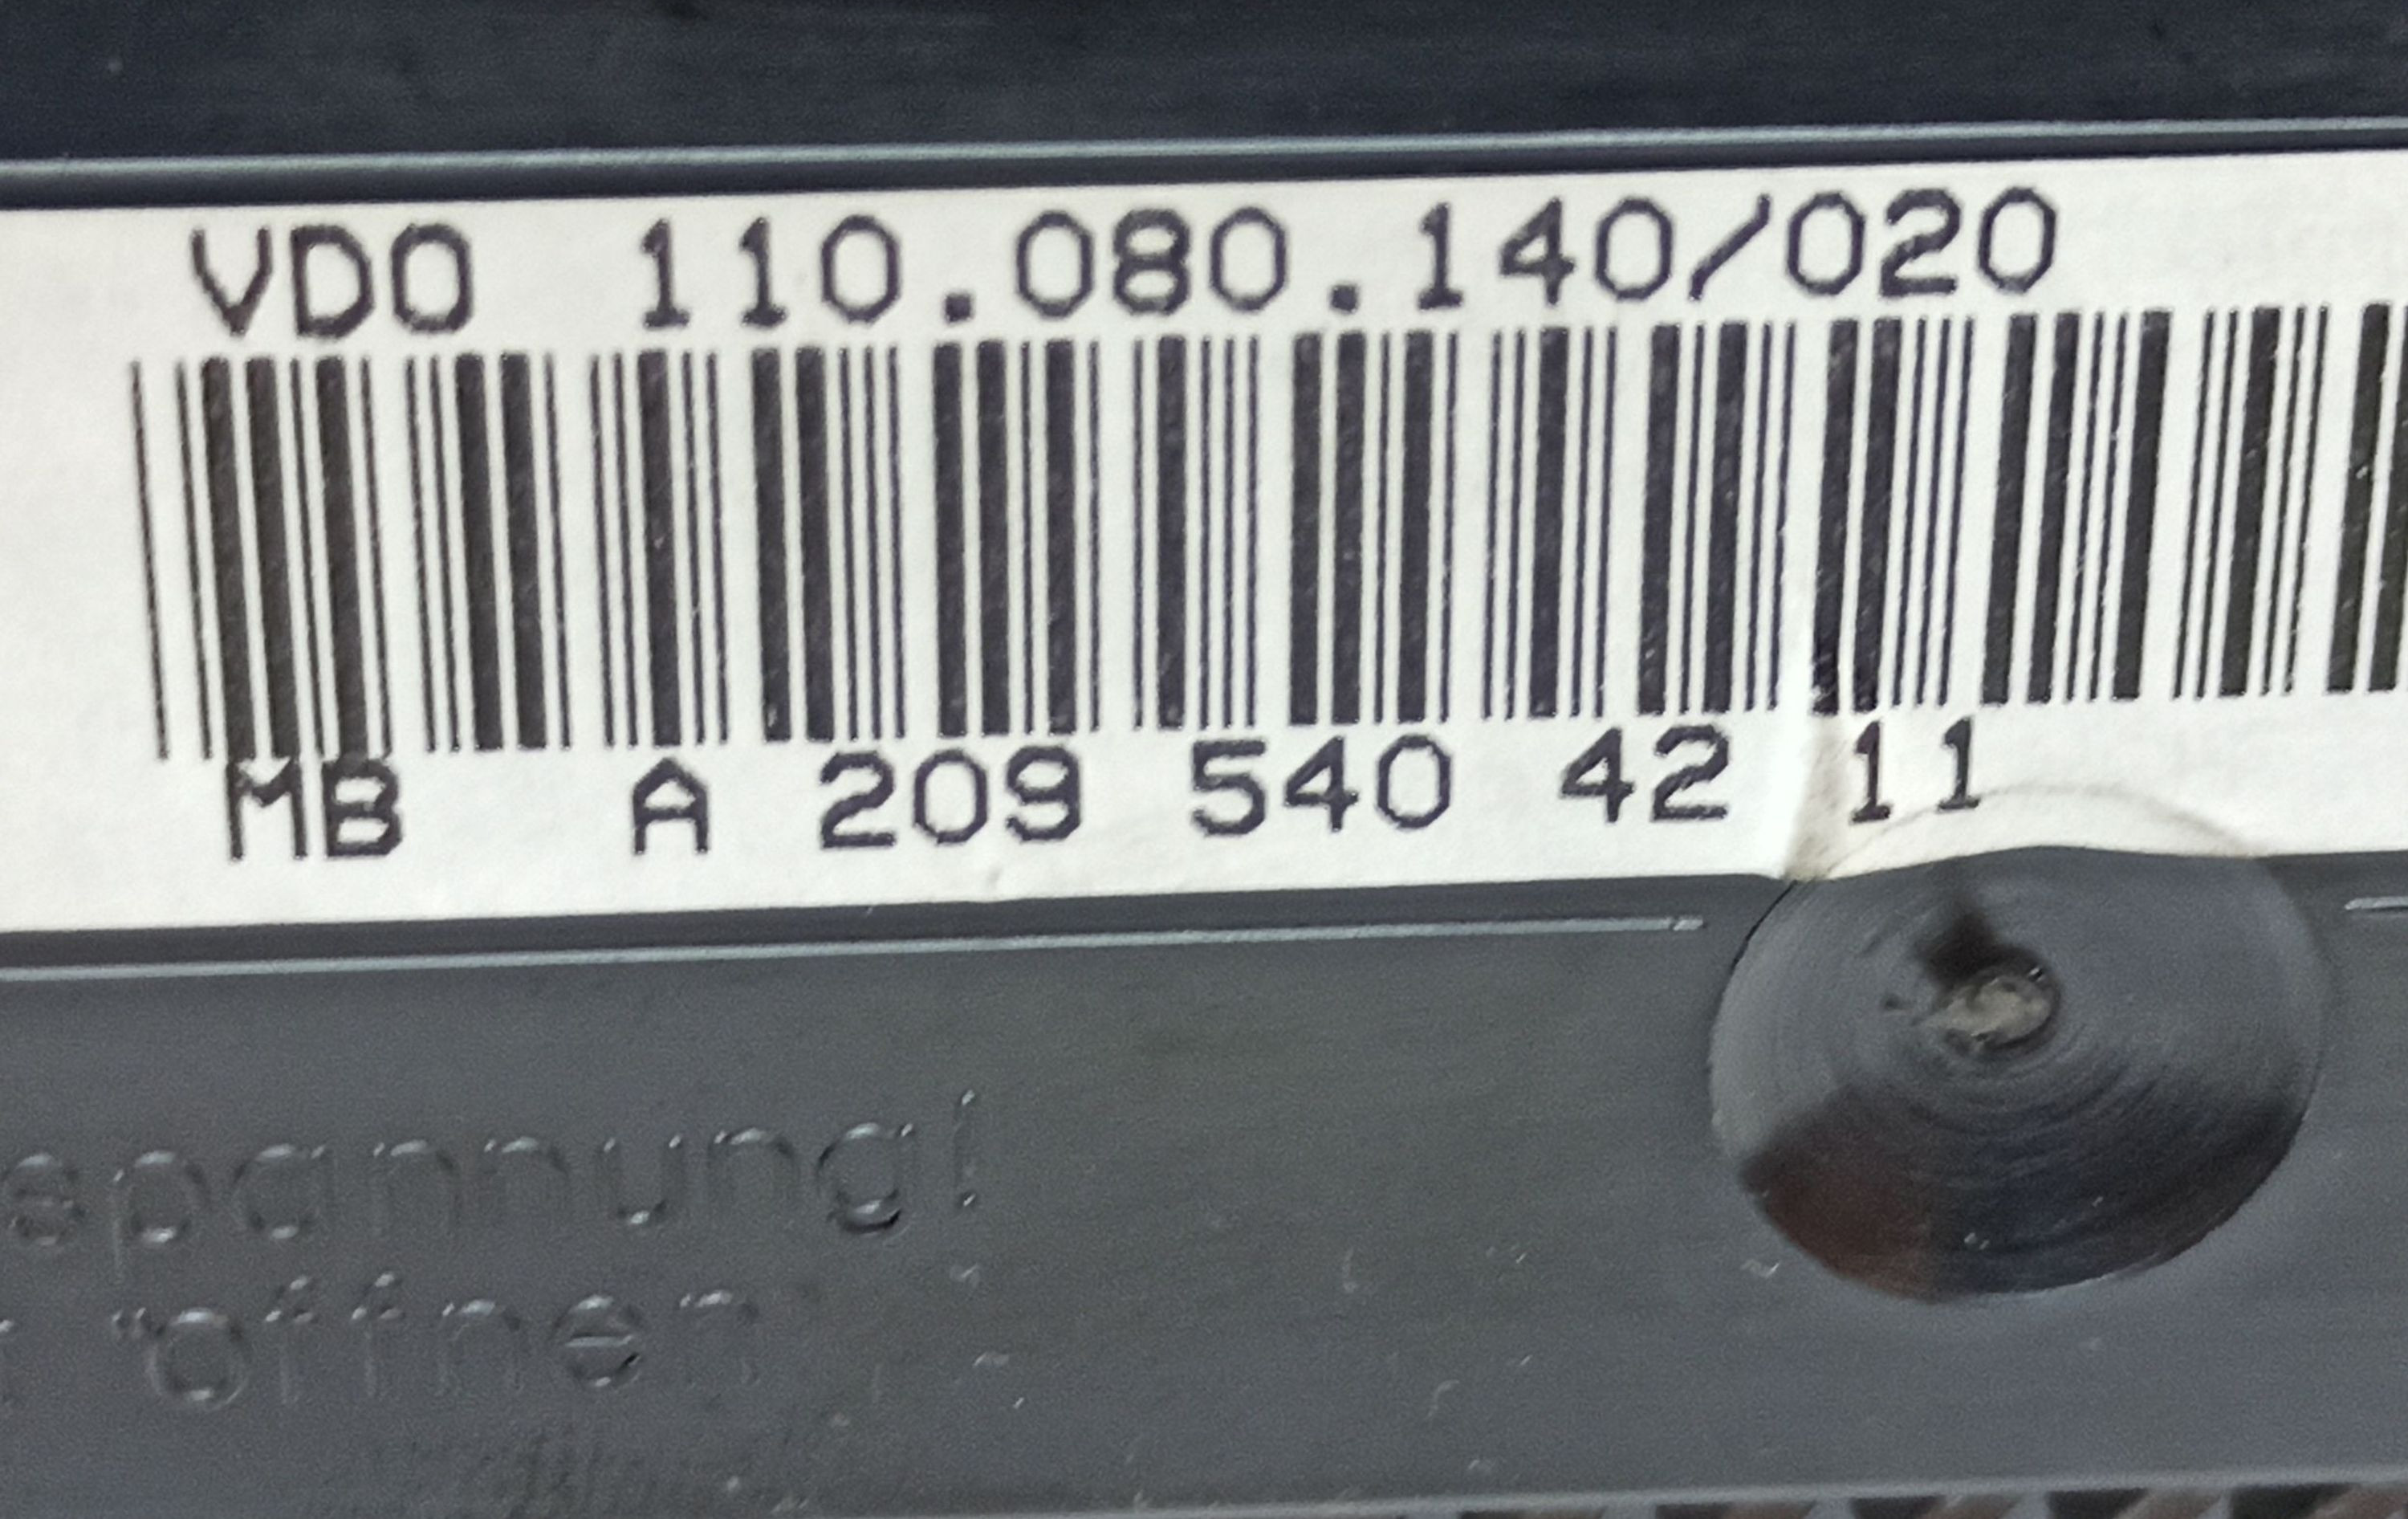 VDO 110.080.140/020
MB A 209 540 42 11
spannung!
öffnen